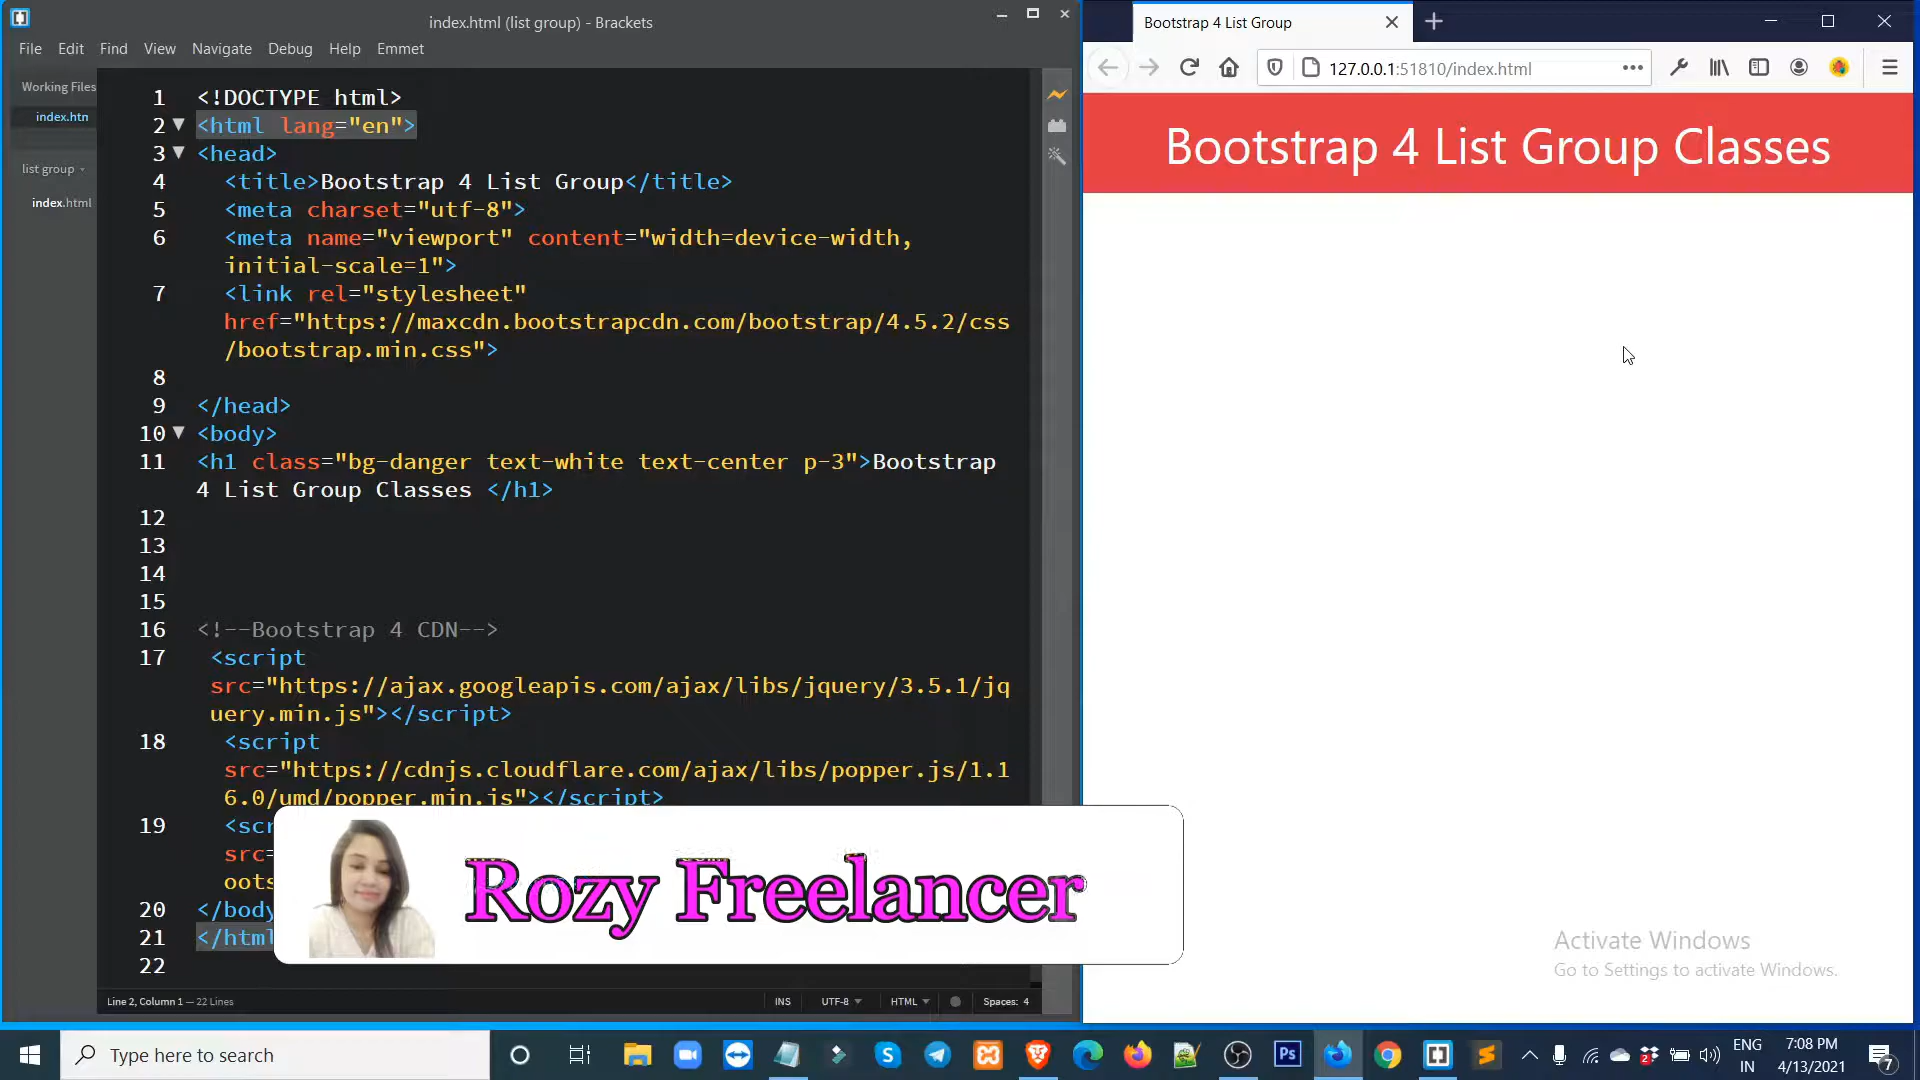 index.html (list group) - Brackets
File Edit Find View Navigate Debug Help Emmet
Working Files
index.htn
list group
index.html
1 <!DOCTYPE html>
2 <html lang="en">
3 <head>
4 <title>Bootstrap 4 List Group</title>
5 <meta charset="utf-8">
6 <meta name="viewport" content="width=device-width,
initial-scale=1">
7 <link rel="stylesheet"
href="https://maxcdn.bootstrapcdn.com/bootstrap/4.5.2/css
/bootstrap.min.css">
8
9 </head>
10 <body>
11 <h1 class="bg-danger text-white text-center p-3">Bootstrap
4 List Group Classes </h1>
12
13
14
15
16 <!--Bootstrap 4 CDN-->
17 <script
src="https://ajax.googleapis.com/ajax/libs/jquery/3.5.1/jq
uery.min.js"></script>
18 <script
src="https://cdnjs.cloudflare.com/ajax/libs/popper.js/1.1
6.0/umd/popper.min.js"></script>
19 <scr
src=
oots
20 </body
21 </html
22
Line 2, Column 1 — 22 Lines
INS UTF-8 HTML Spaces: 4
Bootstrap 4 List Group
127.0.0.1:51810/index.html
Bootstrap 4 List Group Classes
Rozy Freelancer
Activate Windows
Go to Settings to activate Windows.
Type here to search
Ps
2
ENG
IN
7:08 PM
4/13/2021
7